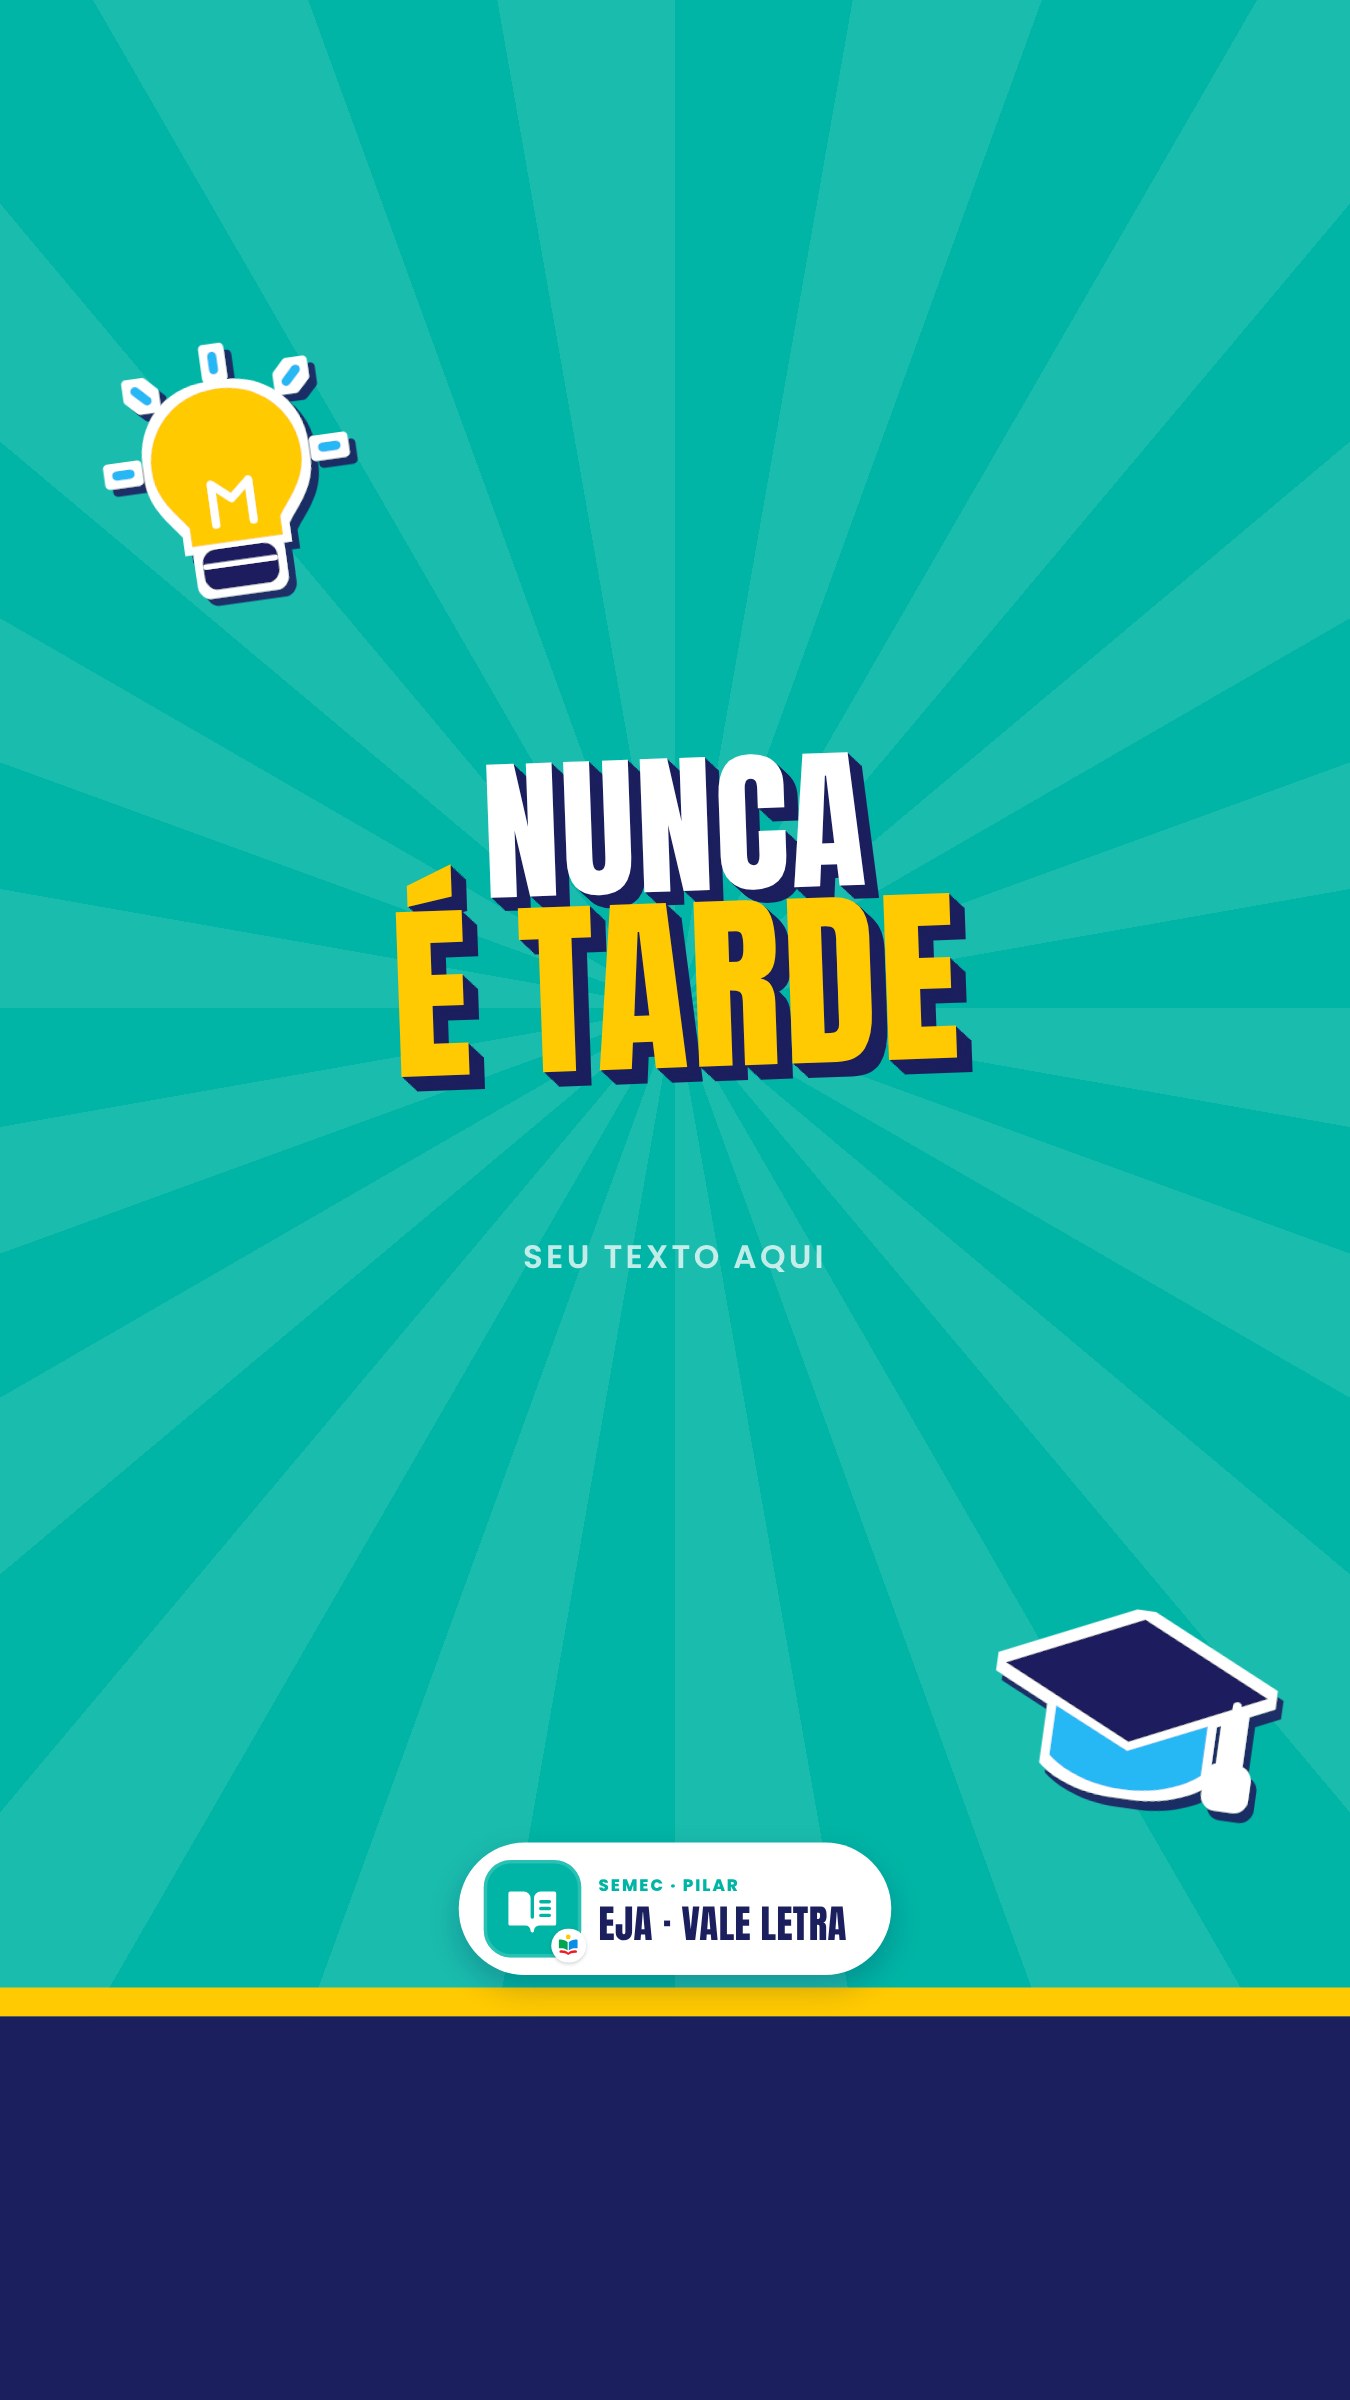 NUNCA
É TARDE
SEU TEXTO AQUI
SEMEC · PILAR
EJA · VALE LETRA